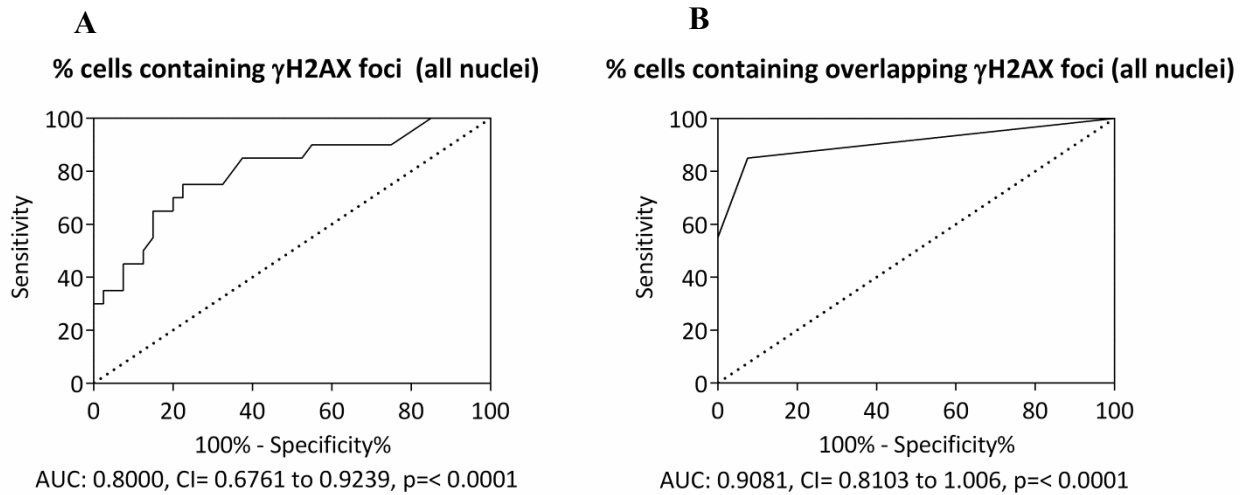 A
% cells containing γH2AX foci (all nuclei)
100
80
60
40
20
0
Sensitivity
0 20 40 60 80 100
100% - Specificity%
AUC: 0.8000, CI= 0.6761 to 0.9239, p=< 0.0001
B
% cells containing overlapping γH2AX foci (all nuclei)
100
80
60
40
20
0
Sensitivity
0 20 40 60 80 100
100% - Specificity%
AUC: 0.9081, CI= 0.8103 to 1.006, p=< 0.0001